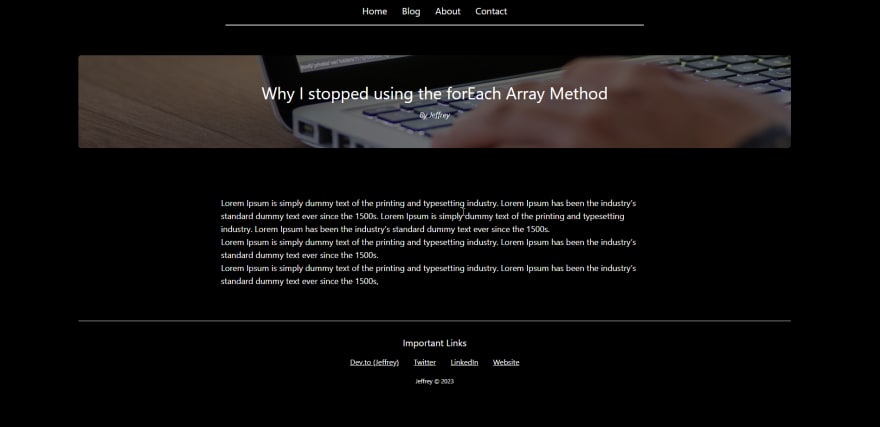 Home Blog About Contact
Why I stopped using the forEach Array Method
By Jeffrey
Lorem Ipsum is simply dummy text of the printing and typesetting industry. Lorem Ipsum has been the industry's
standard dummy text ever since the 1500s. Lorem Ipsum is simply dummy text of the printing and typesetting
industry. Lorem Ipsum has been the industry's standard dummy text ever since the 1500s.
Lorem Ipsum is simply dummy text of the printing and typesetting industry. Lorem Ipsum has been the industry's
standard dummy text ever since the 1500s.
Lorem Ipsum is simply dummy text of the printing and typesetting industry. Lorem Ipsum has been the industry's
standard dummy text ever since the 1500s,
Important Links
Dev.to (Jeffrey) Twitter LinkedIn Website
Jeffrey © 2023